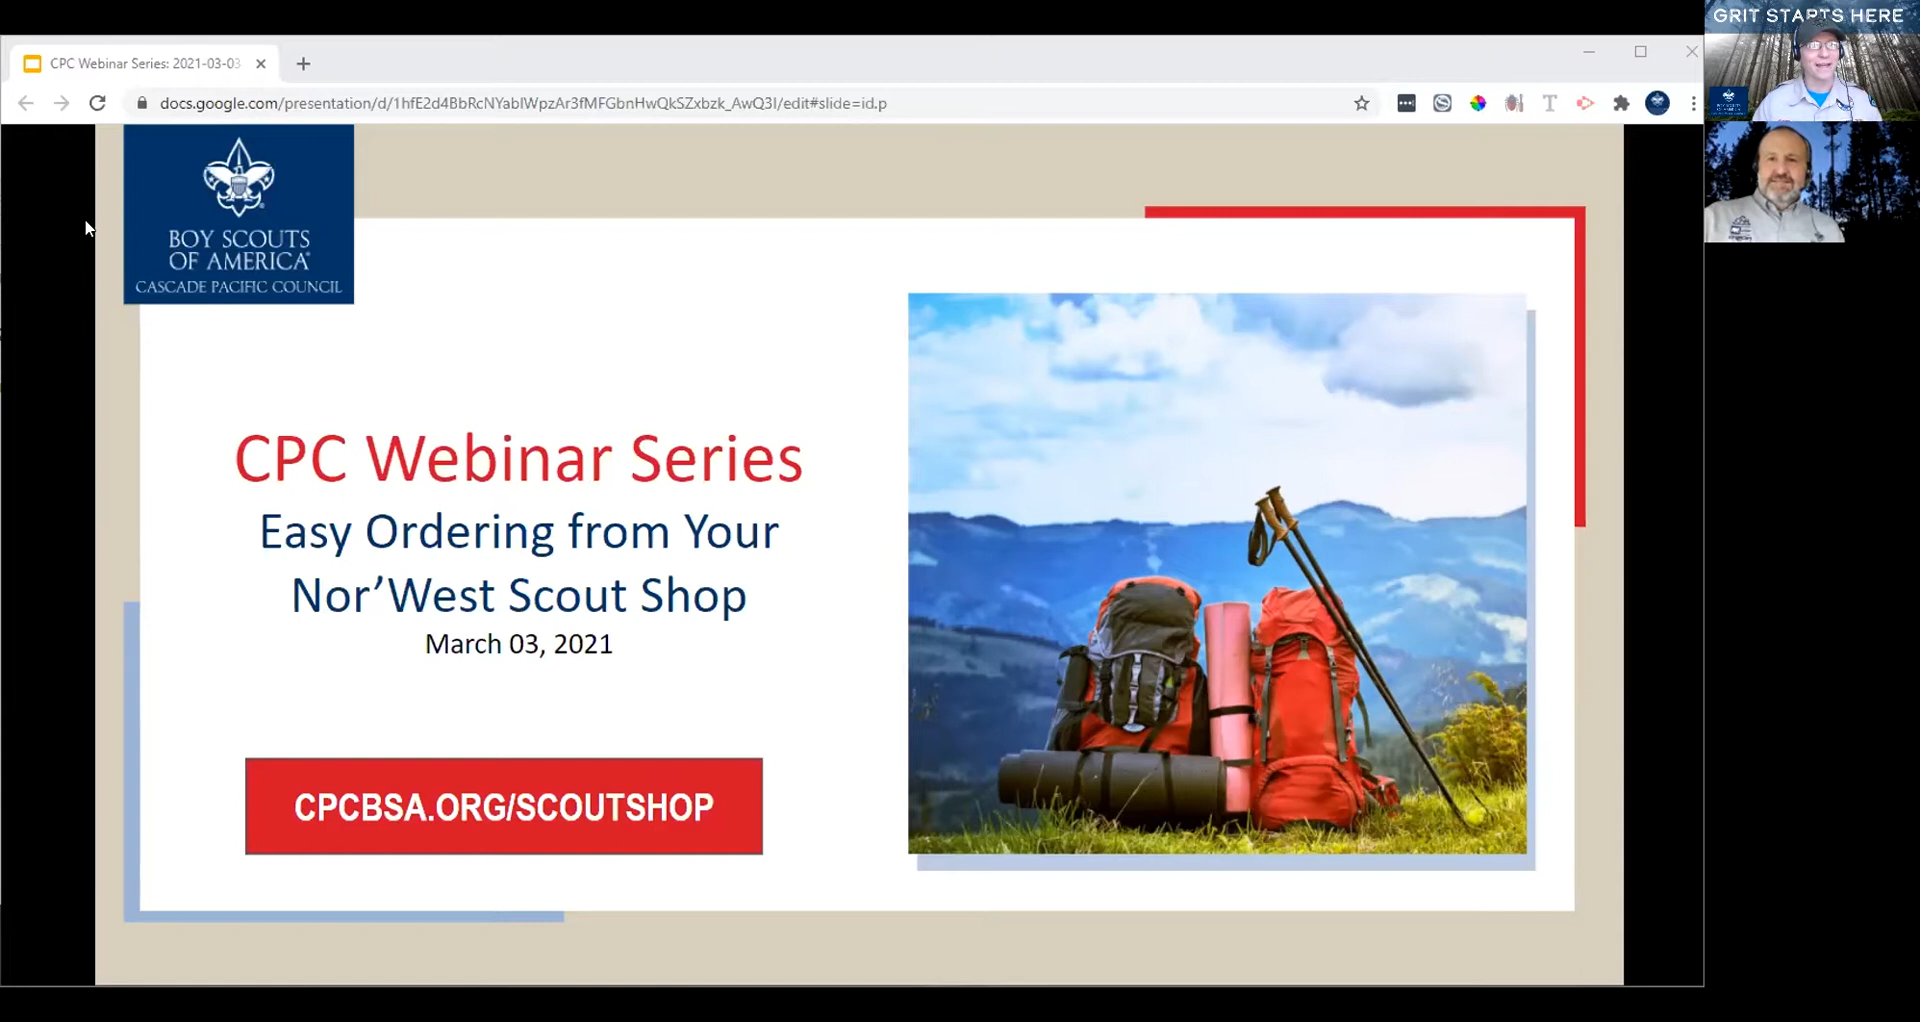 GRIT STARTS HERE
CPC Webinar Series: 2021-03-03
docs.google.com/presentation/d/1hfE2d4BbRcNYablWpzAr3fMFGbnHwQkSZxbzk_AwQ3I/edit#slide=id.p
BOY SCOUTS
OF AMERICA®
CASCADE PACIFIC COUNCIL
CPC Webinar Series
Easy Ordering from Your
Nor’West Scout Shop
March 03, 2021
CPCBSA.ORG/SCOUTSHOP